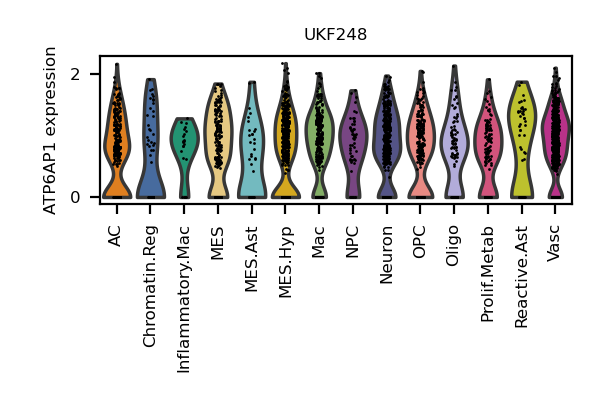 UKF248
ATP6AP1 expression
2
0
AC
Chromatin.Reg
Inflammatory.Mac
MES
MES.Ast
MES.Hyp
Mac
NPC
Neuron
OPC
Oligo
Prolif.Metab
Reactive.Ast
Vasc